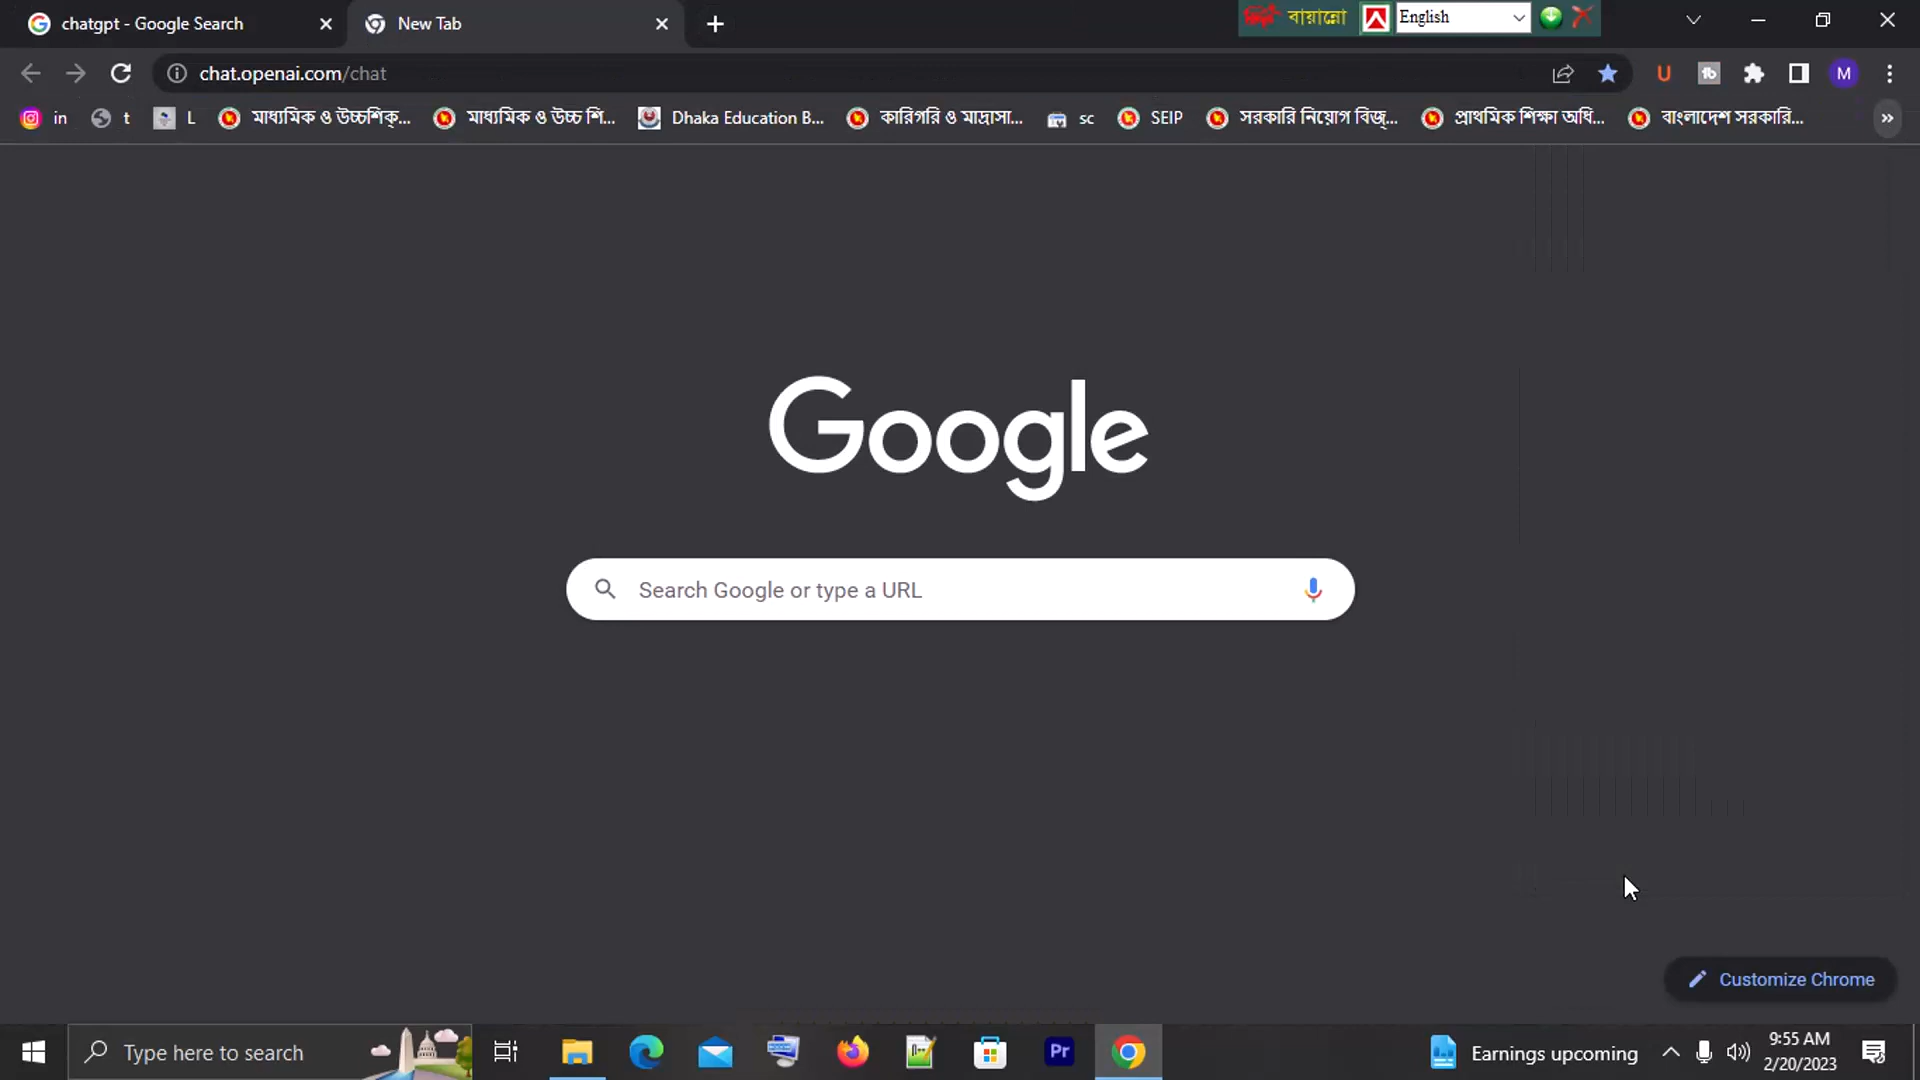 chatgpt - Google Search
New Tab
বায়ান্নো
English
chat.openai.com/chat
U
M
in
t
L
মাধ্যমিক ও উচ্চশিক্...
মাধ্যমিক ও উচ্চ শি...
Dhaka Education B...
কারিগরি ও মাদ্রাসা...
sc
SEIP
সরকারি নিয়োগ বিজ্...
প্রাথমিক শিক্ষা অধি...
বাংলাদেশ সরকারি...
Google
Search Google or type a URL
Customize Chrome
Type here to search
Pr
Earnings upcoming
9:55 AM
2/20/2023